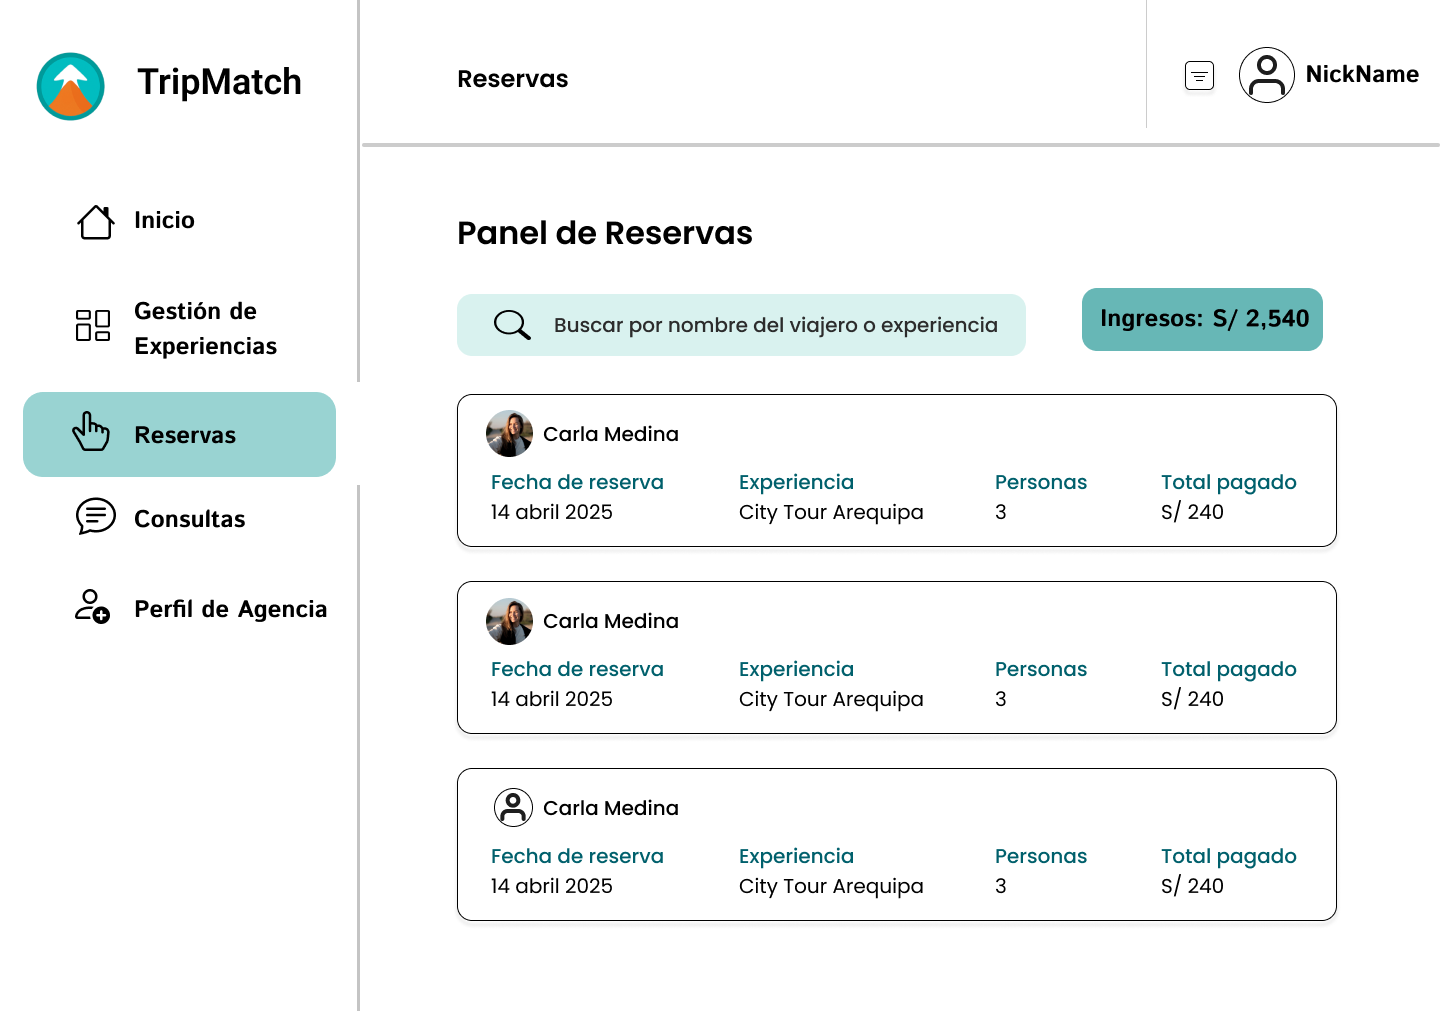 TripMatch
Reservas
NickName
Inicio
Gestión de
Experiencias
Reservas
Consultas
Perfil de Agencia
Panel de Reservas
Buscar por nombre del viajero o experiencia
Ingresos: S/ 2,540
Carla Medina
Fecha de reserva Experiencia Personas Total pagado
14 abril 2025 City Tour Arequipa 3 S/ 240
Carla Medina
Fecha de reserva Experiencia Personas Total pagado
14 abril 2025 City Tour Arequipa 3 S/ 240
Carla Medina
Fecha de reserva Experiencia Personas Total pagado
14 abril 2025 City Tour Arequipa 3 S/ 240